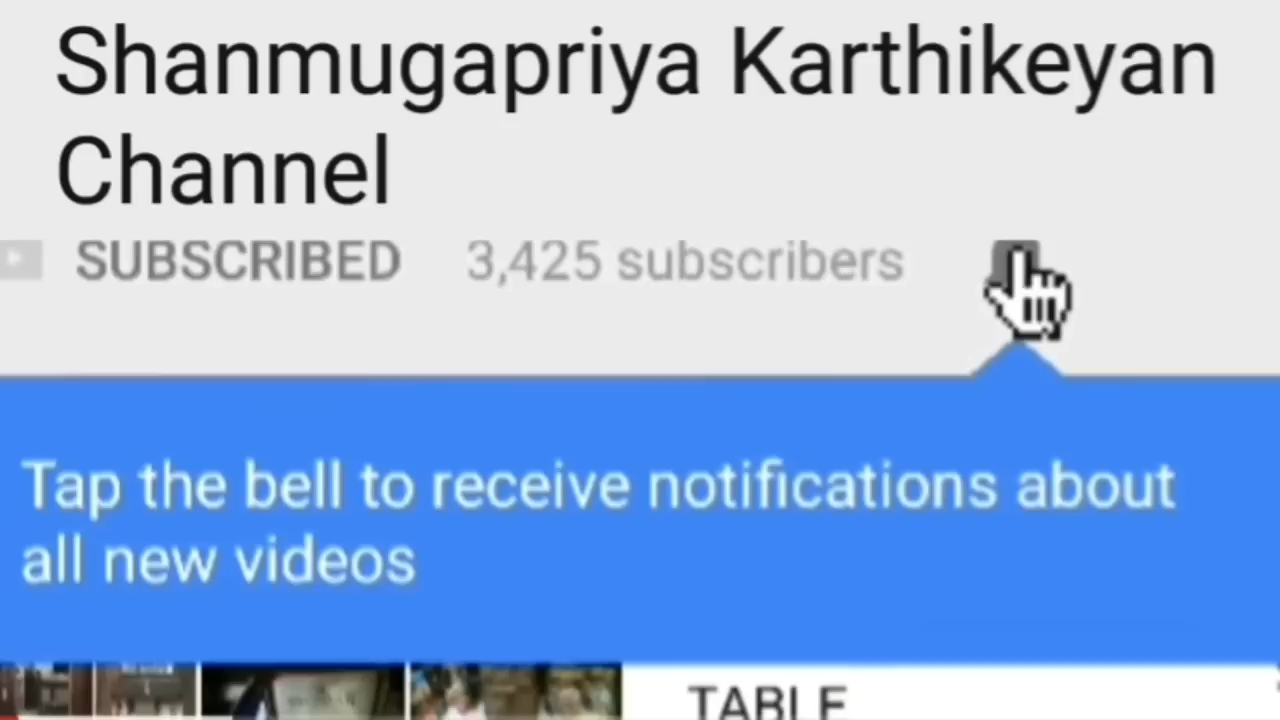 Shanmugapriya Karthikeyan
Channel
SUBSCRIBED 3,425 subscribers
Tap the bell to receive notifications about
all new videos
TABLE